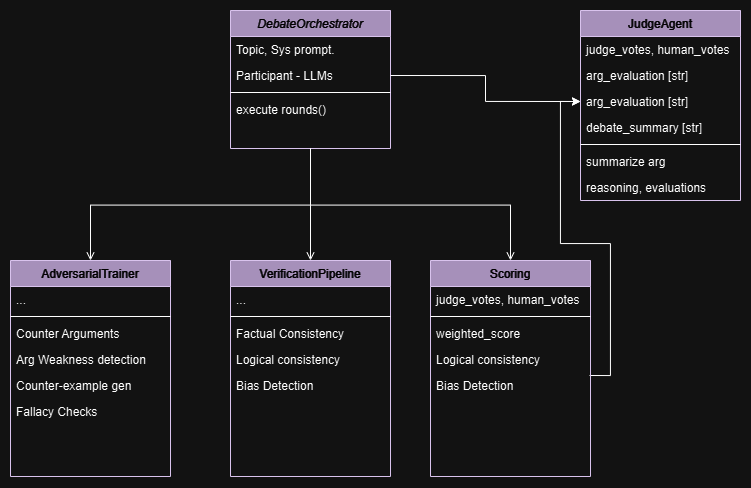 DebateOrchestrator
Topic, Sys prompt.
Participant - LLMs
execute rounds()
JudgeAgent
judge_votes, human_votes
arg_evaluation [str]
arg_evaluation [str]
debate_summary [str]
summarize arg
reasoning, evaluations
AdversarialTrainer
...
Counter Arguments
Arg Weakness detection
Counter-example gen
Fallacy Checks
VerificationPipeline
...
Factual Consistency
Logical consistency
Bias Detection
Scoring
judge_votes, human_votes
weighted_score
Logical consistency
Bias Detection